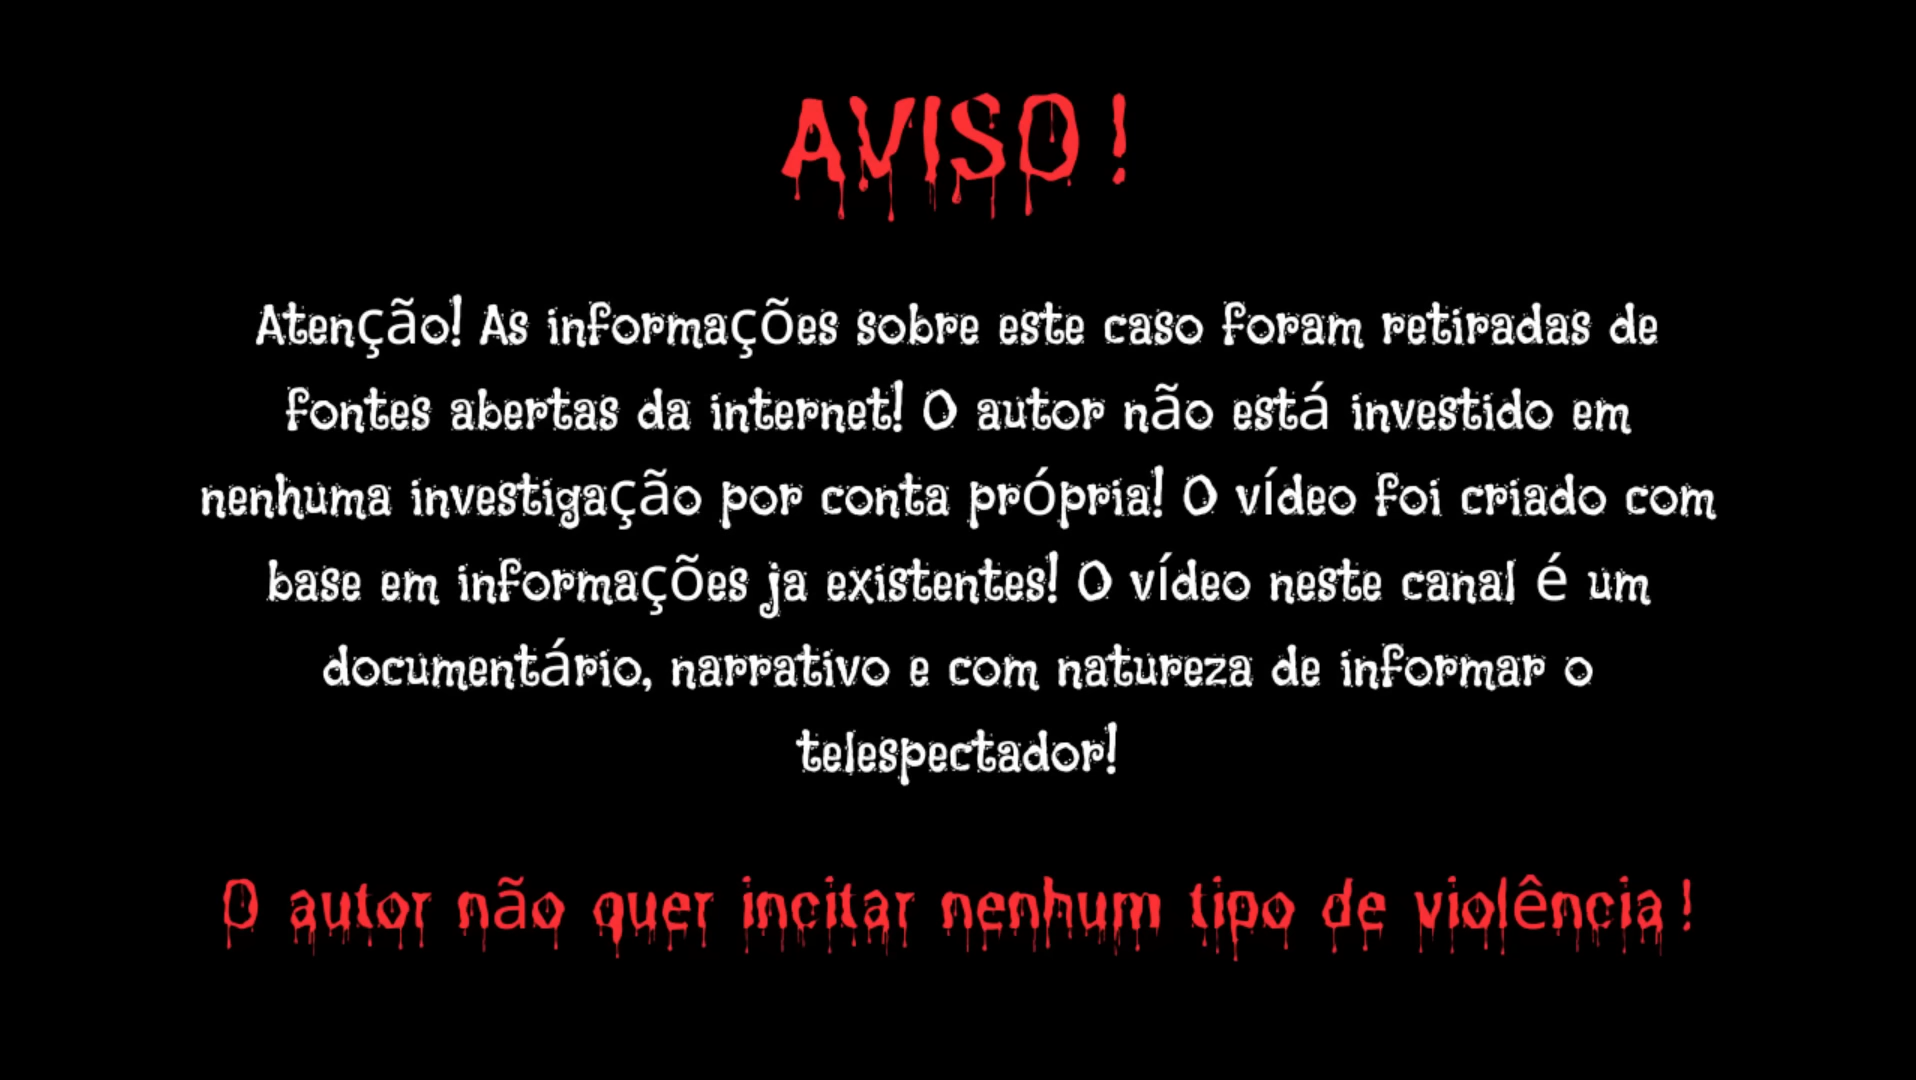 AVISO!
Atenção! As informações sobre este caso foram retiradas de
fontes abertas da internet! O autor não está investido em
nenhuma investigação por conta própria! O vídeo foi criado com
base em informações ja existentes! O vídeo neste canal é um
documentário, narrativo e com natureza de informar o
telespectador!
O autor não quer incitar nenhum tipo de violência!